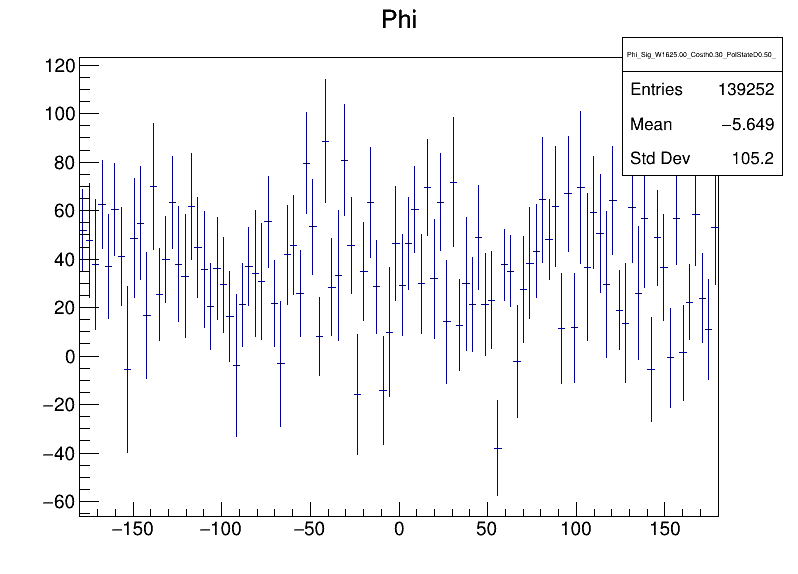 Phi
Phi_Sig_W1625.00_Costh0.30_PolStateD0.50_
Entries 139252
Mean −5.649
Std Dev 105.2
120
100
80
60
40
20
0
−20
−40
−60
−150 −100 −50 0 50 100 150